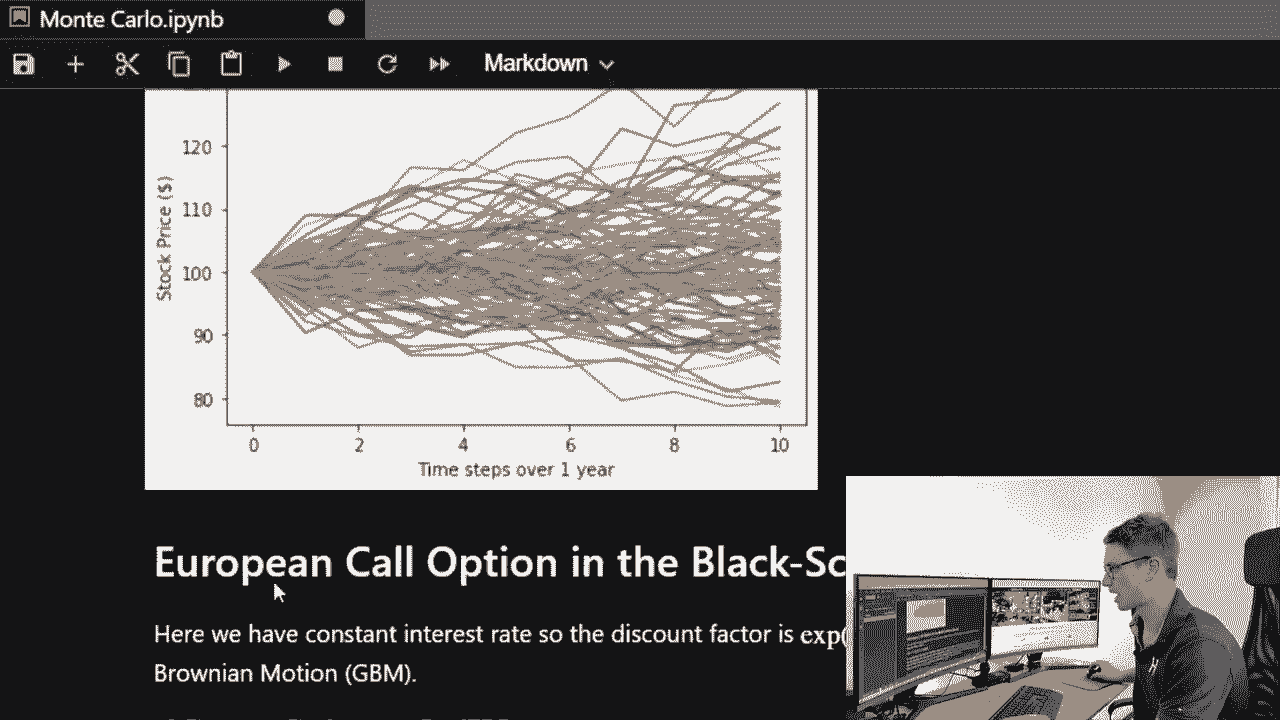 Monte Carlo.ipynb
Markdown
120
110
100
90
80
Stock Price ($)
0 2 4 6 8 10
Time steps over 1 year
European Call Option in the Black-Sc
Here we have constant interest rate so the discount factor is exp(
Brownian Motion (GBM).